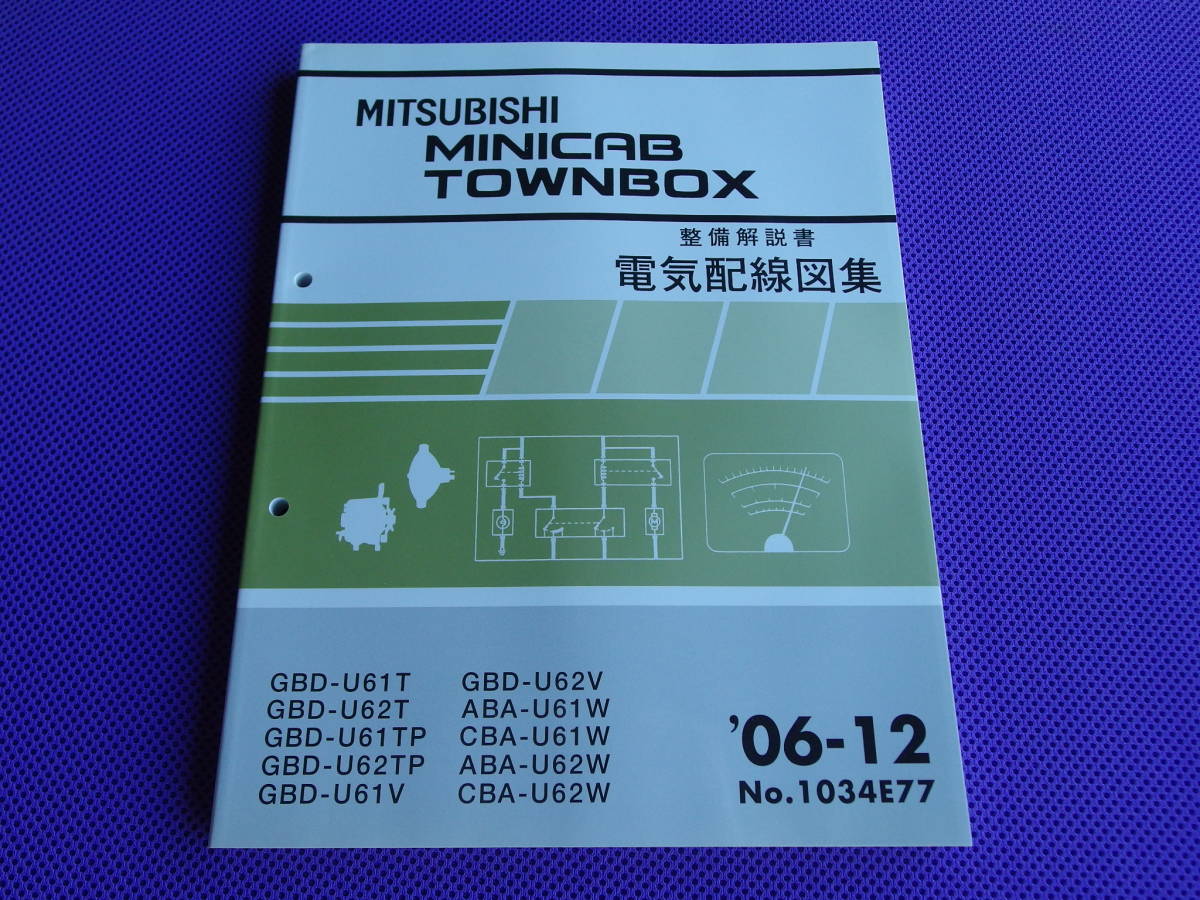 MITSUBISHI
MINICAB
TOWNBOX
整備解説書
電気配線図集
GBD-U61T GBD-U62V
GBD-U62T ABA-U61W
GBD-U61TP CBA-U61W
GBD-U62TP ABA-U62W
GBD-U61V CBA-U62W
'06-12
No.1034E77